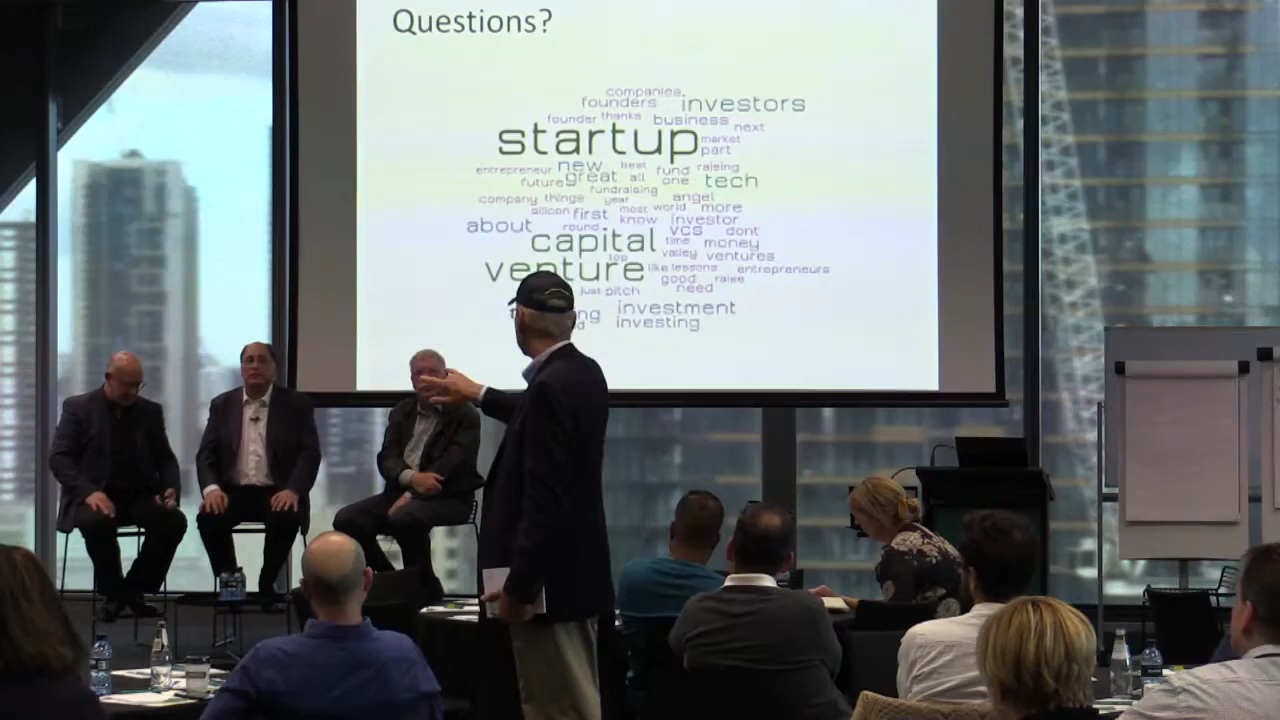 Questions?
companies
founders investors
founder thanks business next
startup market
part
entrepreneur new best fund raising
future great all one tech
fundraising
company things year angel
silicon first most world more
about round know investor
capital vcs dont
time money
top valley ventures
venture like lessons entrepreneurs
good raise
just pitch need
investment
investing